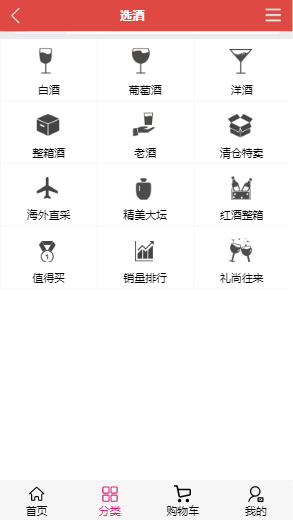 选酒
白酒 葡萄酒 洋酒
整箱酒 老酒 清仓特卖
海外直采 精美大坛 红酒整箱
1
值得买 销量排行 礼尚往来
首页 分类 购物车 我的